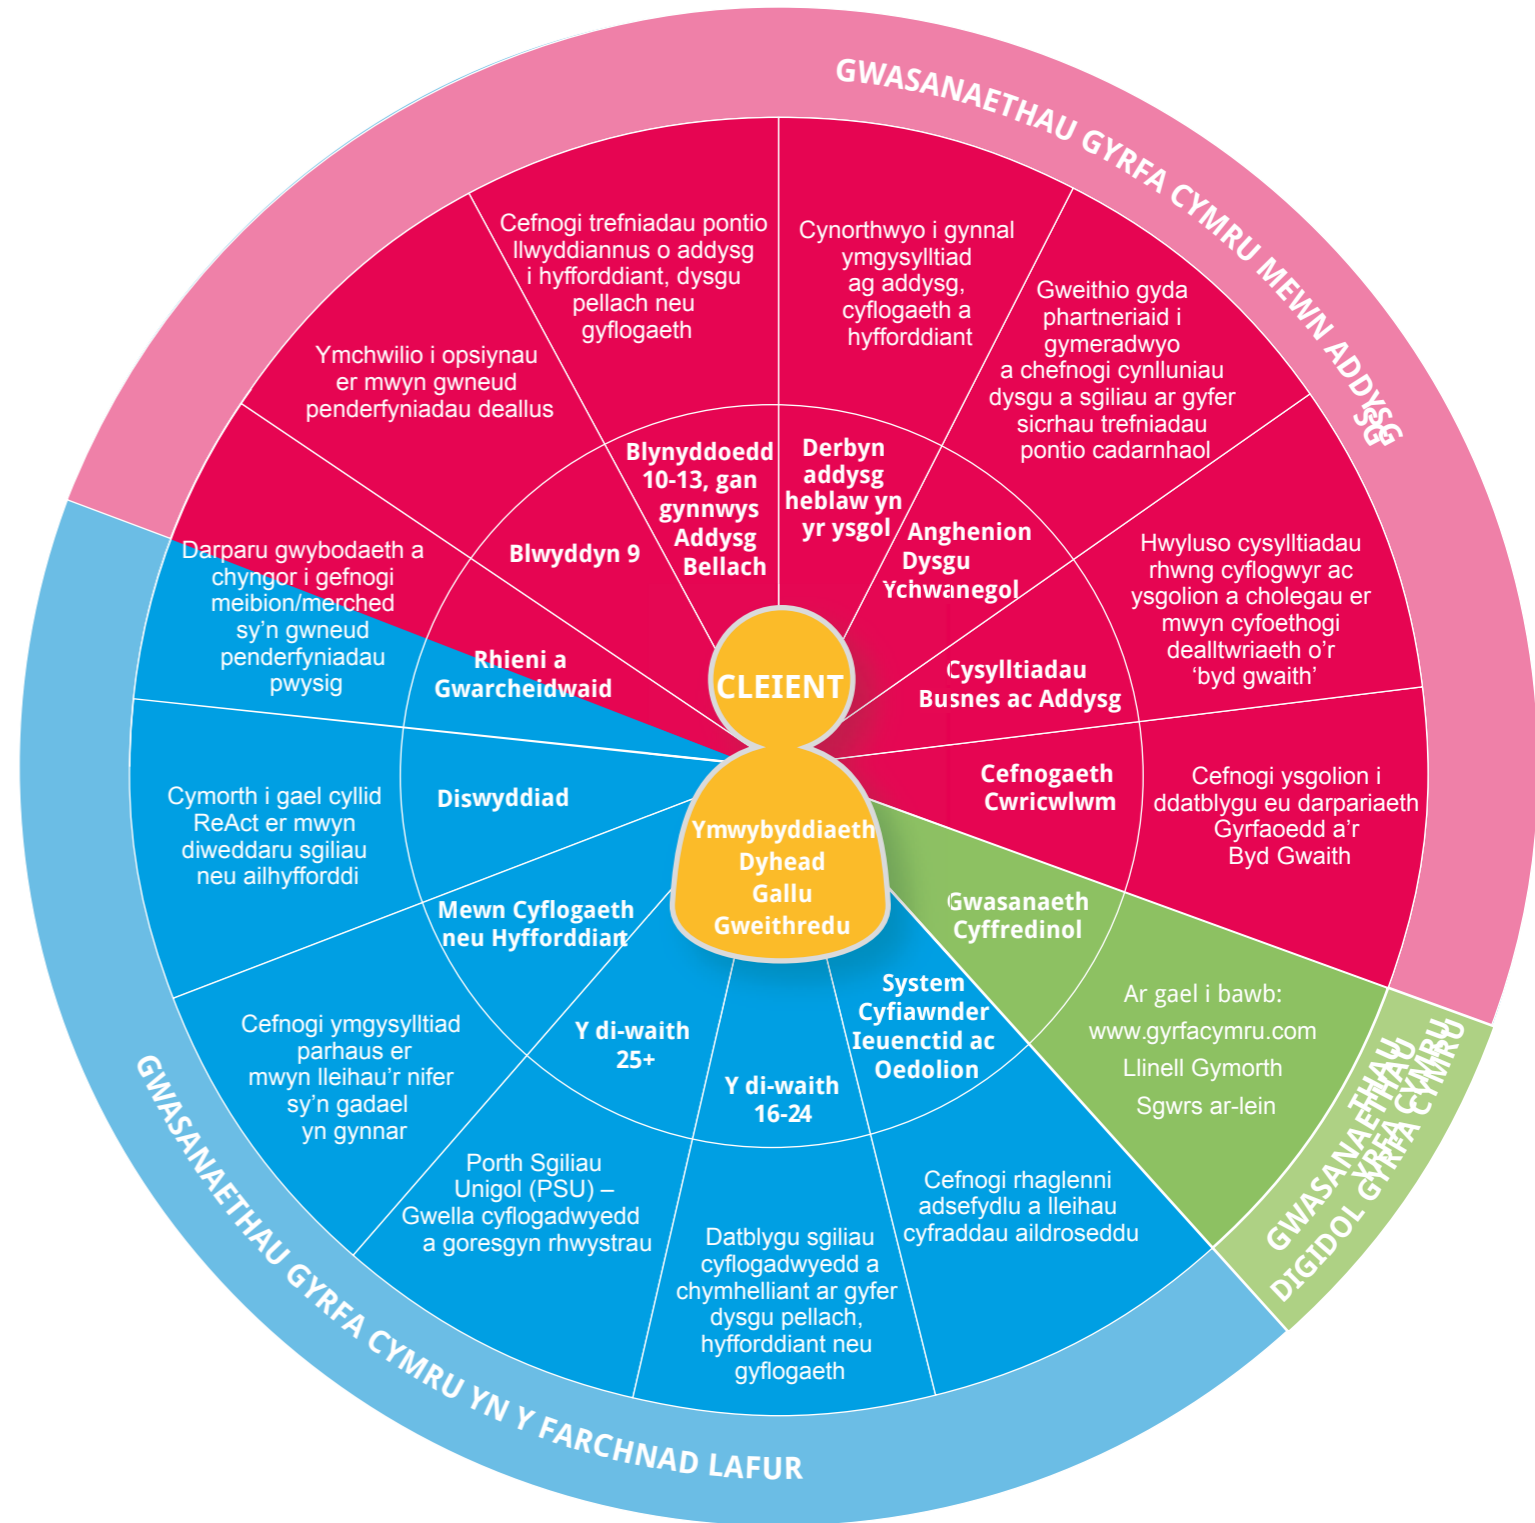 GWASANAETHAU GYRFA CYMRU MEWN ADDYSG
Cefnogi trefniadau pontio
llwyddiannus o addysg
i hyfforddiant, dysgu
pellach neu
gyflogaeth
Blynyddoedd
10-13, gan
gynnwys
Addysg
Bellach
Cynorthwyo i gynnal
ymgysylltiad
ag addysg,
cyflogaeth a
hyfforddiant
Derbyn
addysg
heblaw yn
yr ysgol
Gweithio gyda
phartneriaid i
gymeradwyo
a chefnogi cynlluniau
dysgu a sgiliau ar gyfer
sicrhau trefniadau
pontio cadarnhaol
Anghenion
Dysgu
Ychwanegol
Hwyluso cysylltiadau
rhwng cyflogwyr ac
ysgolion a cholegau er
mwyn cyfoethogi
dealltwriaeth o’r
‘byd gwaith’
Cysylltiadau
Busnes ac Addysg
Cefnogi ysgolion i
ddatblygu eu darpariaeth
Gyrfaoedd a’r
Byd Gwaith
Cefnogaeth
Cwricwlwm
Gwasanaeth
Cyffredinol
Ar gael i bawb:
www.gyrfacymru.com
Llinell Gymorth
Sgwrs ar-lein
GWASANAETHAU
DIGIDOL GYRFA CYMRU
System
Cyfiawnder
Ieuenctid ac
Oedolion
Cefnogi rhaglenni
adsefydlu a lleihau
cyfraddau aildroseddu
Y di-waith
16-24
Datblygu sgiliau
cyflogadwyedd a
chymhelliant ar gyfer
dysgu pellach,
hyfforddiant neu
gyflogaeth
Y di-waith
25+
Porth Sgiliau
Unigol (PSU) –
Gwella cyflogadwyedd
a goresgyn rhwystrau
Mewn Cyflogaeth
neu Hyfforddiant
Cefnogi ymgysylltiad
parhaus er
mwyn lleihau’r nifer
sy’n gadael
yn gynnar
Diswyddiad
Cymorth i gael cyllid
ReAct er mwyn
diweddaru sgiliau
neu ailhyfforddi
Rhieni a
Gwarcheidwaid
Darparu gwybodaeth a
chyngor i gefnogi
meibion/merched
sy’n gwneud
penderfyniadau
pwysig
Blwyddyn 9
Ymchwilio i opsiynau
er mwyn gwneud
penderfyniadau deallus
CLEIENT
Ymwybyddiaeth
Dyhead
Gallu
Gweithredu
GWASANAETHAU GYRFA CYMRU YN Y FARCHNAD LAFUR